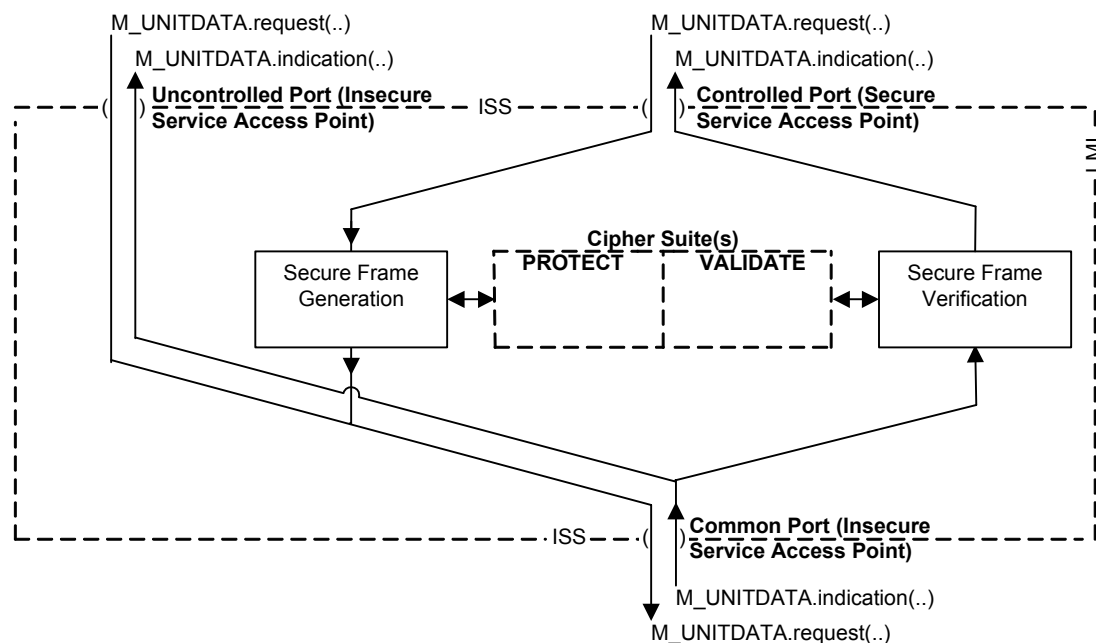 M_UNITDATA.request(..)
M_UNITDATA.request(..)
M_UNITDATA.indication(..)
M_UNITDATA.indication(..)
( ) Uncontrolled Port (Insecure
Service Access Point)
ISS
( ) Controlled Port (Secure
Service Access Point)
LMI
Cipher Suite(s)
PROTECT
VALIDATE
Secure Frame
Generation
Secure Frame
Verification
ISS
( ) Common Port (Insecure
Service Access Point)
M_UNITDATA.indication(..)
M_UNITDATA.request(..)